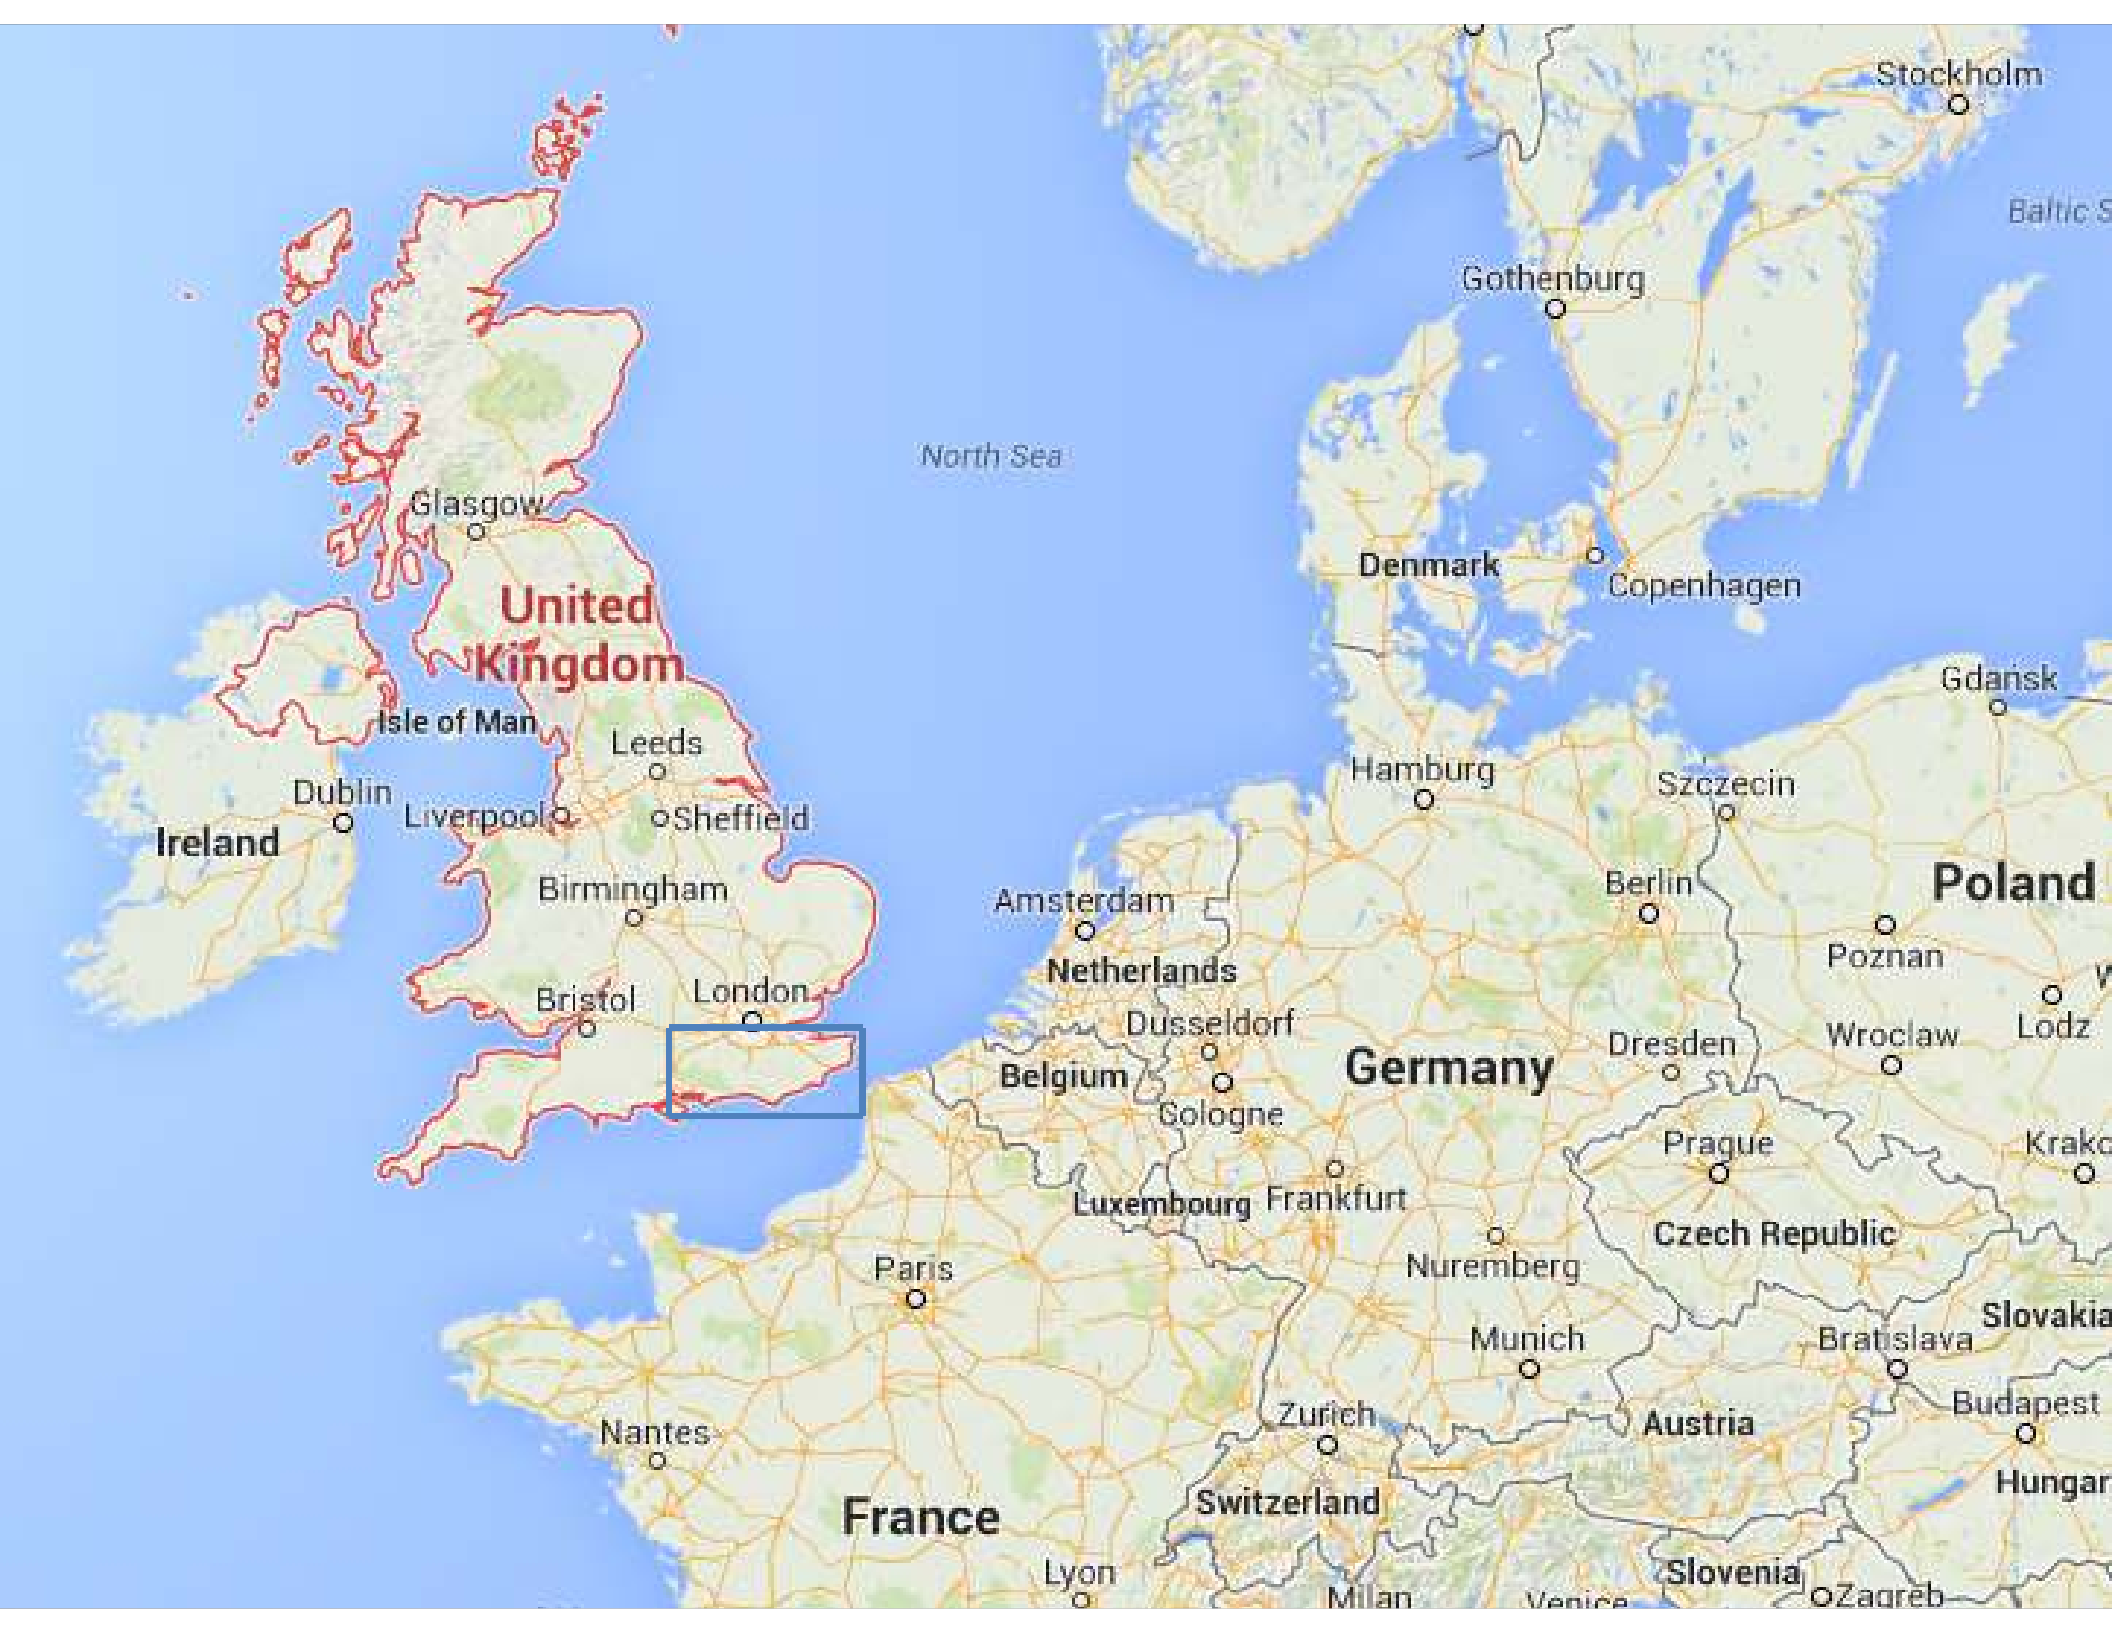 Stockholm
Baltic S
Gothenburg
North Sea
Glasgow
Denmark
Copenhagen
United
Kingdom
Gdańsk
Isle of Man
Leeds
Hamburg
Szczecin
Dublin
Liverpool
Sheffield
Ireland
Birmingham
Amsterdam
Berlin
Poland
Poznan
Netherlands
Bristol
London
Dusseldorf
Germany
Dresden
Wroclaw
Lodz
W
Belgium
Cologne
Prague
Krako
Luxembourg
Frankfurt
Czech Republic
Nuremberg
Paris
Slovakia
Munich
Bratislava
Zurich
Austria
Budapest
Nantes
Switzerland
Hungar
France
Lyon
Slovenia
Milan
Venice
Zagreb